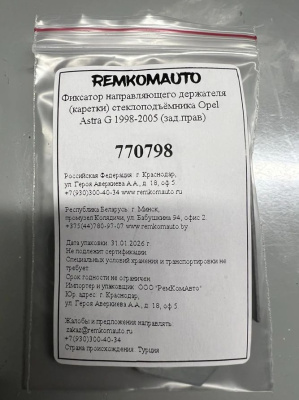 REMKOMAUTO
Фиксатор направляющего держателя
(каретки) стеклоподъёмника Opel
Astra G 1998-2005 (зад.прав)
770798
Российская Федерация г. Краснодар,
ул. Героя Аверкиева А.А., д. 18, оф 5
+7(930)300-40-34 www.remkomauto.ru
Республика Беларусь, г. Минск,
промузел Колядичи, ул. Бабушкина 94, офис 2.
+375(44)780-97-07 www.remkomauto.by
Дата упаковки: 31.01.2026 г.
Не подлежит сертификации
Специальных условий хранения и транспортировки не
требует
Срок годности не ограничен
Импортер и упаковщик: ООО "РемКомАвто"
Юр. адрес: г. Краснодар,
ул. Героя Аверкиева А.А., д. 18, оф 5
Жалобы и предложения направлять:
zakaz@remkomauto.ru
+7(930)300-40-34
Страна происхождения: Турция